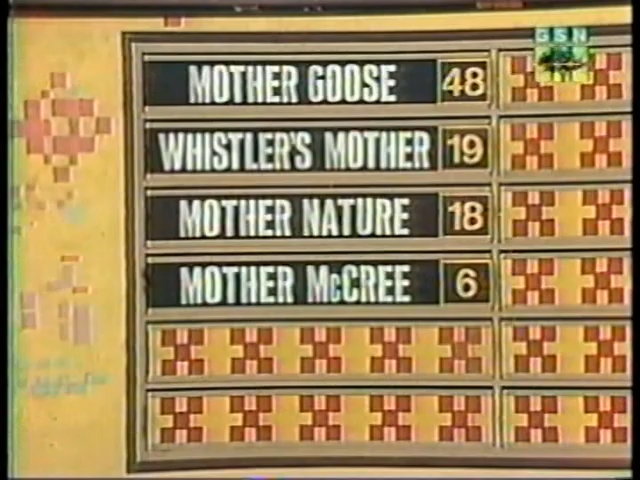 GSN
MOTHER GOOSE 48
WHISTLER'S MOTHER 19
MOTHER NATURE 18
MOTHER McCREE 6